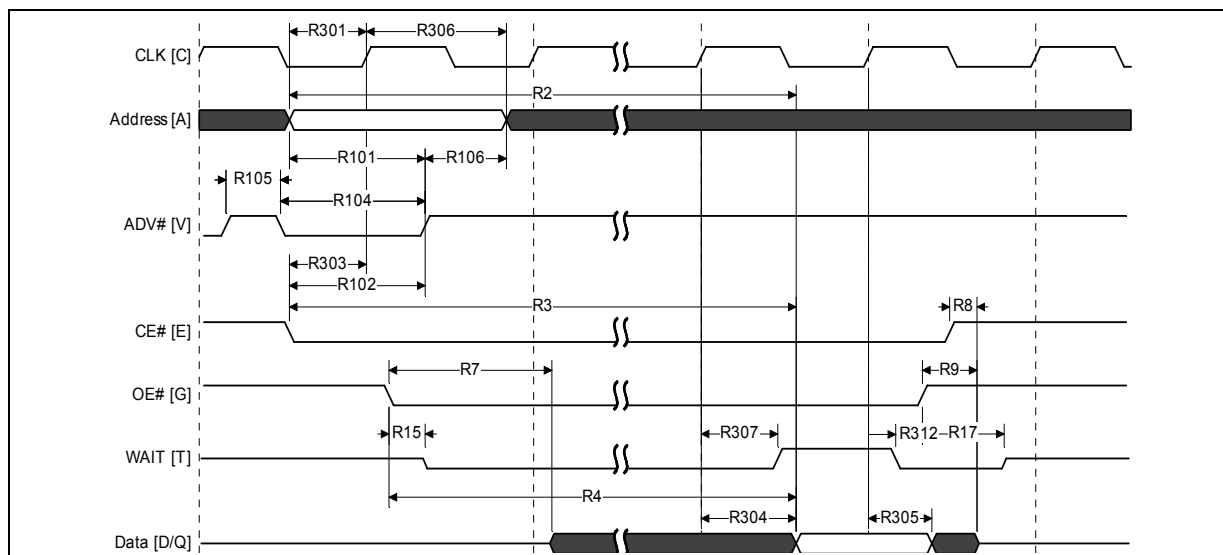 R301 R306
CLK [C]
R2
Address [A]
R101 R106
R105
R104
ADV# [V]
R303
R102
R3
R8
CE# [E]
R7
R9
OE# [G]
R15
R307
R312 R17
WAIT [T]
R4
R304
R305
Data [D/Q]